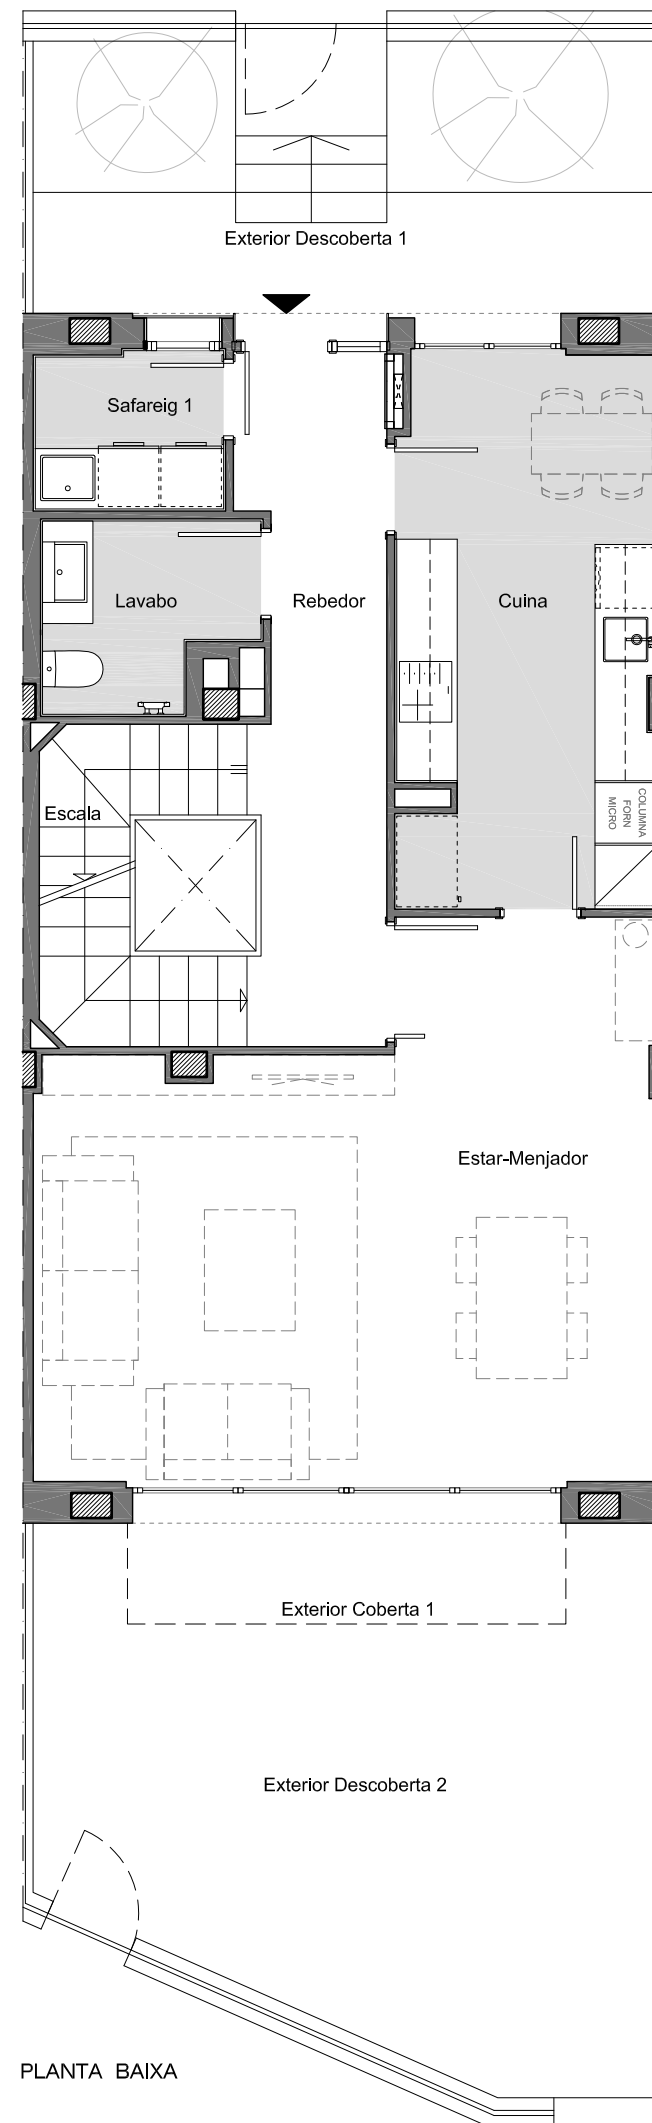 Exterior Descoberta 1
Safareig 1
Lavabo
Rebedor
Cuina
COLUMNA
FORN
MICRO
Escala
Estar-Menjador
Exterior Coberta 1
Exterior Descoberta 2
PLANTA BAIXA